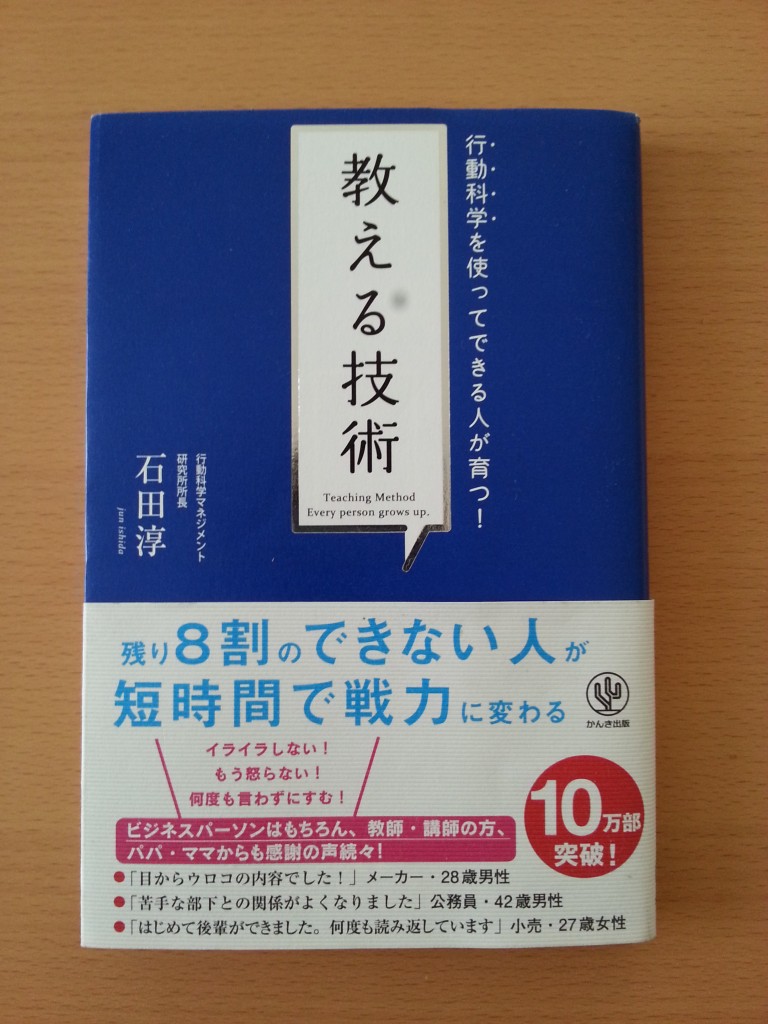 行動科学を使ってできる人が育つ!
教える技術
Teaching Method
Every person grows up.
行動科学マネジメント
研究所所長
石田淳
jun ishida
残り8割のできない人が
短時間で戦力に変わる
かんき出版
イライラしない!
もう怒らない!
何度も言わずにすむ!
10万部
突破!
ビジネスパーソンはもちろん、教師・講師の方、
パパ・ママからも感謝の声続々!
●「目からウロコの内容でした!」メーカー・28歳男性
●「苦手な部下との関係がよくなりました」公務員・42歳男性
●「はじめて後輩ができました。何度も読み返しています」小売・27歳女性